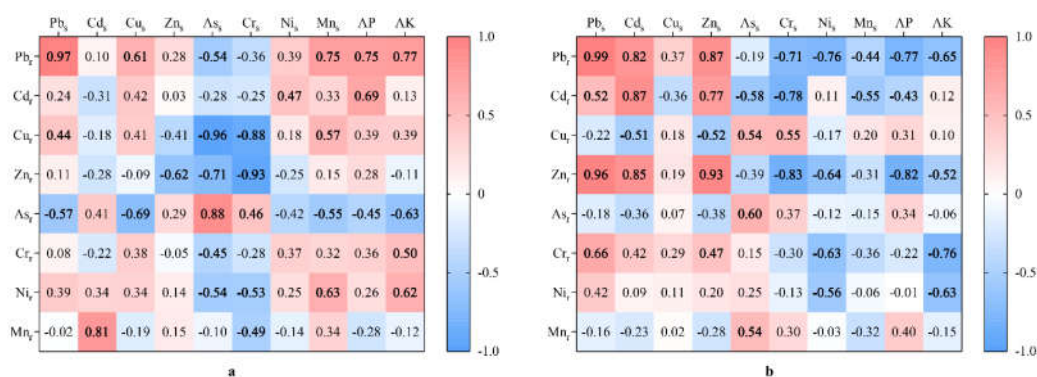 Pbs Cds Cus Zns Ass Crs Nis Mns AP AK
Pbr 0.97 0.10 0.61 0.28 -0.54 -0.36 0.39 0.75 0.75 0.77
Cdr 0.24 -0.31 0.42 0.03 -0.28 -0.25 0.47 0.33 0.69 0.13
Cur 0.44 -0.18 0.41 -0.41 -0.96 -0.88 0.18 0.57 0.39 0.39
Znr 0.11 -0.28 -0.09 -0.62 -0.71 -0.93 -0.25 0.15 0.28 -0.11
Asr -0.57 0.41 -0.69 0.29 0.88 0.46 -0.42 -0.55 -0.45 -0.63
Crr 0.08 -0.22 0.38 -0.05 -0.45 -0.28 0.37 0.32 0.36 0.50
Nir 0.39 0.34 0.34 0.14 -0.54 -0.53 0.25 0.63 0.26 0.62
Mnr -0.02 0.81 -0.19 0.15 -0.10 -0.49 -0.14 0.34 -0.28 -0.12
1.0
0.5
0
-0.5
-1.0
a
Pbs Cds Cus Zns Ass Crs Nis Mns AP AK
Pbr 0.99 0.82 0.37 0.87 -0.19 -0.71 -0.76 -0.44 -0.77 -0.65
Cdr 0.52 0.87 -0.36 0.77 -0.58 -0.78 0.11 -0.55 -0.43 0.12
Cur -0.22 -0.51 0.18 -0.52 0.54 0.55 -0.17 0.20 0.31 0.10
Znr 0.96 0.85 0.19 0.93 -0.39 -0.83 -0.64 -0.31 -0.82 -0.52
Asr -0.18 -0.36 0.07 -0.38 0.60 0.37 -0.12 -0.15 0.34 -0.06
Crr 0.66 0.42 0.29 0.47 0.15 -0.30 -0.63 -0.36 -0.22 -0.76
Nir 0.42 0.09 0.11 0.20 0.25 -0.13 -0.56 -0.06 -0.01 -0.63
Mnr -0.16 -0.23 0.02 -0.28 0.54 0.30 -0.03 -0.32 0.40 -0.15
1.0
0.5
0
-0.5
-1.0
b